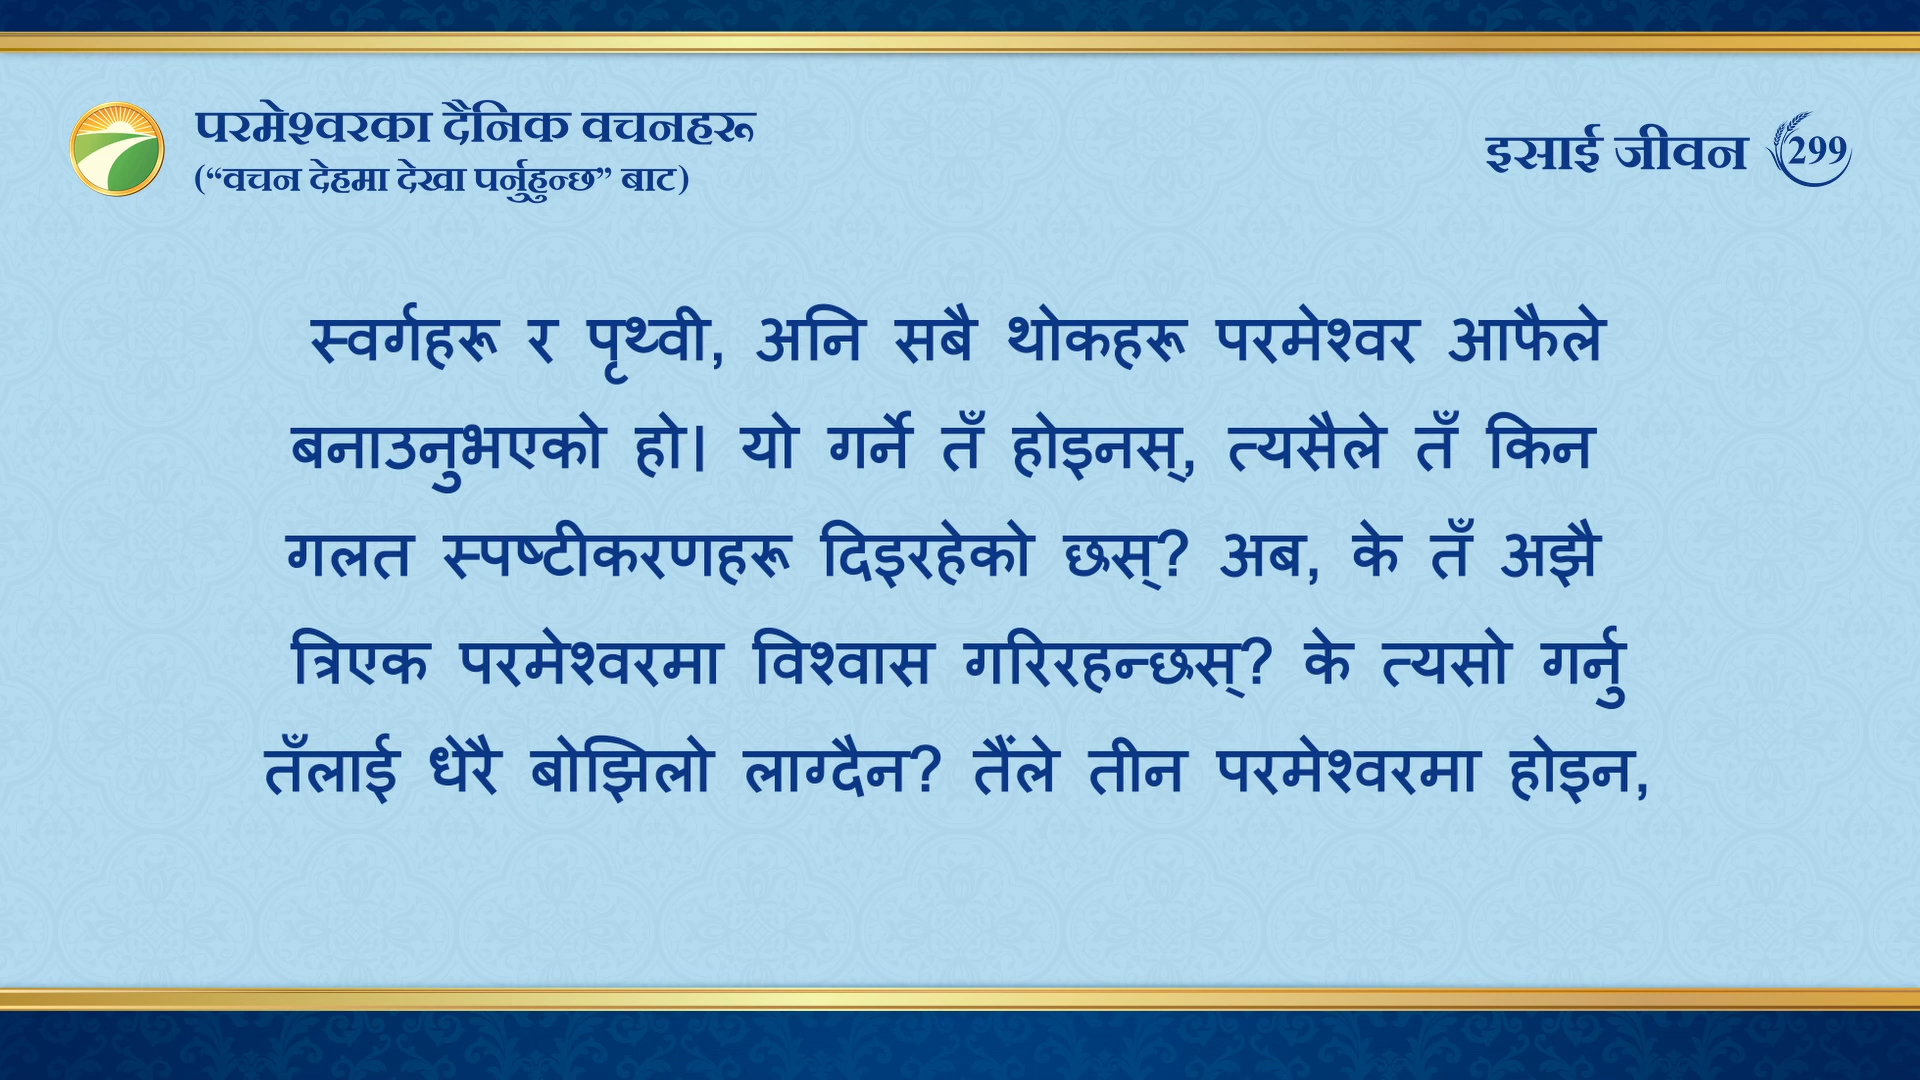 परमेश्वरका दैनिक वचनहरू
(“वचन देहमा देखा पर्नुहुन्छ” बाट)
इसाई जीवन 299
स्वर्गहरू र पृथ्वी, अनि सबै थोकहरू परमेश्वर आफैले
बनाउनुभएको हो। यो गर्ने तँ होइनस्, त्यसैले तँ किन
गलत स्पष्टीकरणहरू दिइरहेको छस्? अब, के तँ अझै
त्रिएक परमेश्वरमा विश्वास गरिरहन्छस्? के त्यसो गर्नु
तँलाई धेरै बोझिलो लाग्दैन? तैंले तीन परमेश्वरमा होइन,